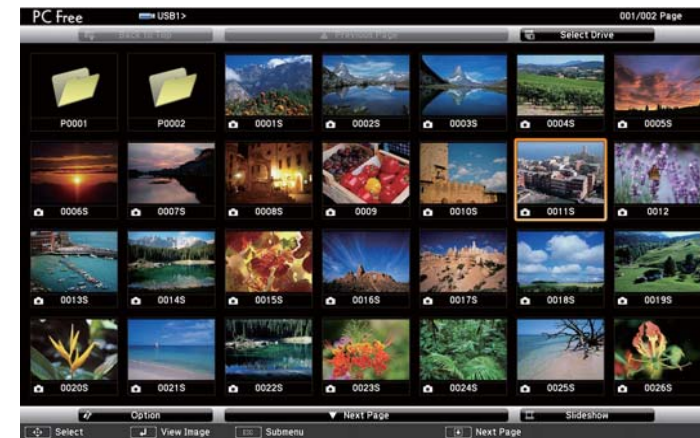 PC Free USB1> 001/002 Page
Back to Top ▲ Previous Page Select Drive
P0001 P0002 0001S 0002S 0003S 0004S 0005S
0006S 0007S 0008S 0009 0010S 0011S 0012
0013S 0014S 0015S 0016S 0017S 0018S 0019S
0020S 0021S 0022S 0023S 0024S 0025S 0026S
Option ▼ Next Page Slideshow
Select View Image ESC Submenu Next Page